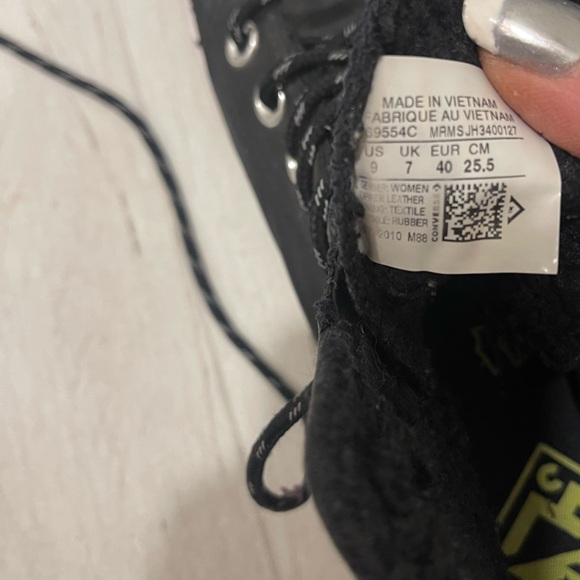 MADE IN VIETNAM
FABRIQUE AU VIETNAM
69554C MRMSJH3400127
US UK EUR CM
9 7 40 25.5
WOMEN
LEATHER
TEXTILE
RUBBER
2010 M88
CONVERSE